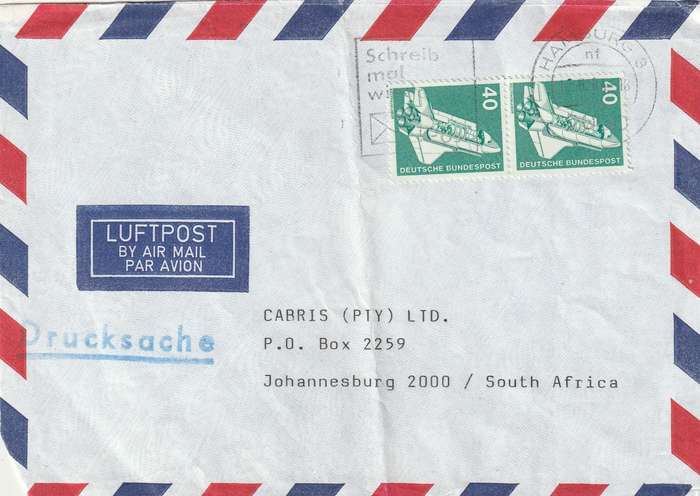 Schreib
mal
HAMBURG
nf
40
40
DEUTSCHE BUNDESPOST
DEUTSCHE BUNDESPOST
LUFTPOST
BY AIR MAIL
PAR AVION
Drucksache
CARRIS (PTY) LTD.
P.O. Box 2259
Johannesburg 2000 / South Africa